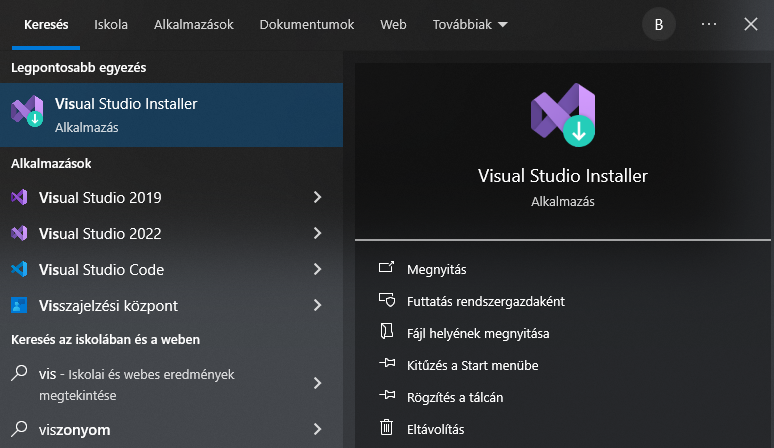 Keresés
Iskola
Alkalmazások
Dokumentumok
Web
Továbbiak
B
Legpontosabb egyezés
Visual Studio Installer
Alkalmazás
Alkalmazások
Visual Studio 2019
Visual Studio 2022
Visual Studio Code
Visszajelzési központ
Keresés az iskolában és a weben
vis - Iskolai és webes eredmények
megtekintése
viszonyom
Visual Studio Installer
Alkalmazás
Megnyitás
Futtatás rendszergazdaként
Fájl helyének megnyitása
Kitűzés a Start menübe
Rögzítés a tálcán
Eltávolítás